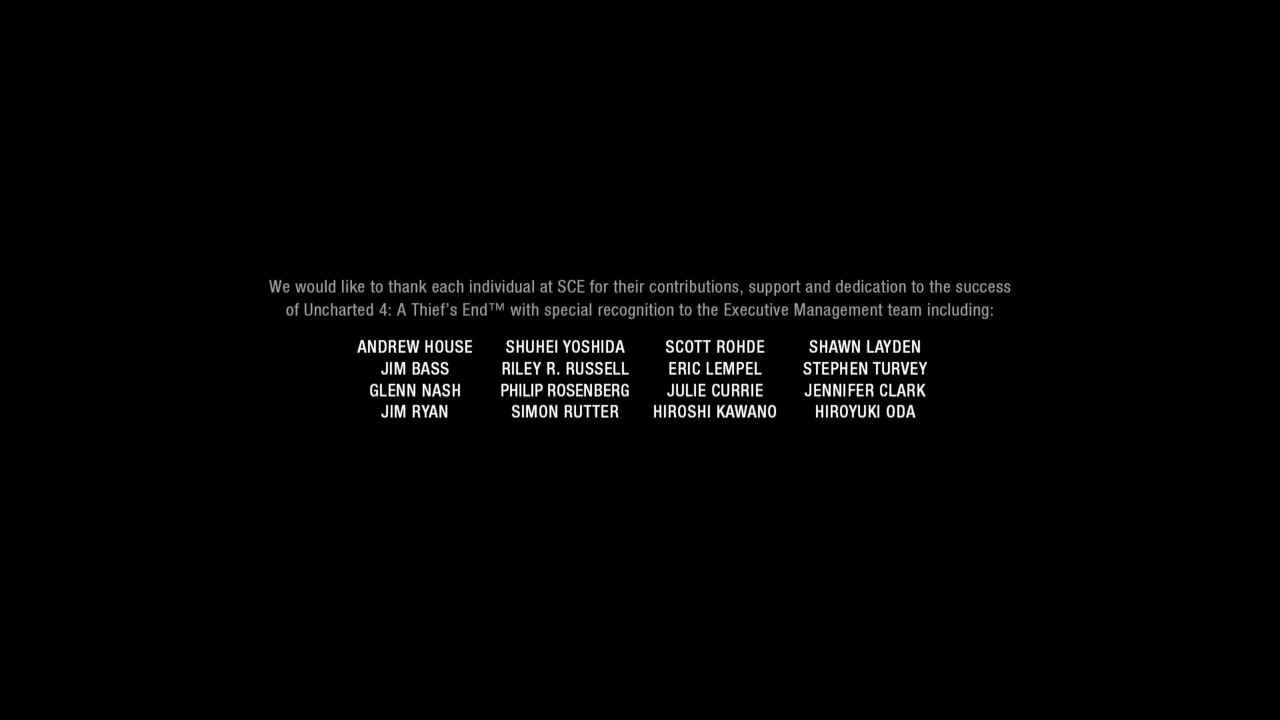 We would like to thank each individual at SCE for their contributions, support and dedication to the success
of Uncharted 4: A Thief's End™ with special recognition to the Executive Management team including:
ANDREW HOUSE SHUHEI YOSHIDA SCOTT ROHDE SHAWN LAYDEN
JIM BASS RILEY R. RUSSELL ERIC LEMPEL STEPHEN TURVEY
GLENN NASH PHILIP ROSENBERG JULIE CURRIE JENNIFER CLARK
JIM RYAN SIMON RUTTER HIROSHI KAWANO HIROYUKI ODA